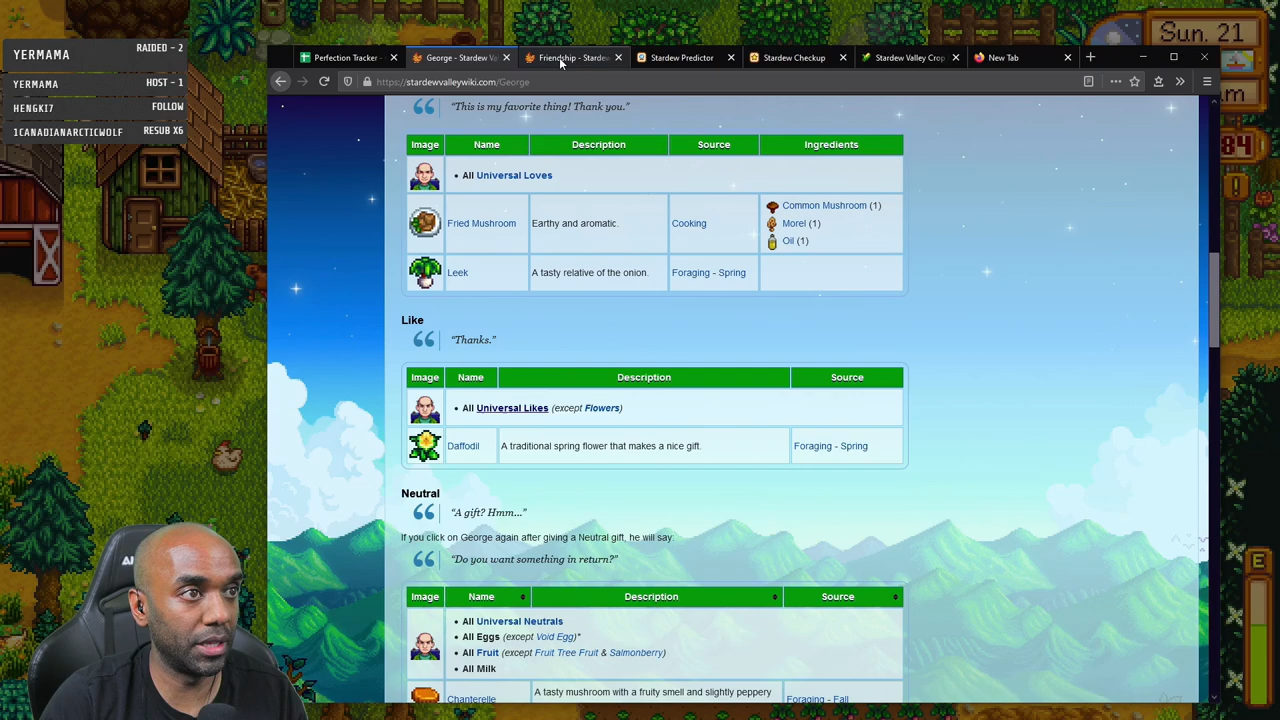 YERMAMA
RAIDED - 2
YERMAMA
HOST - 1
HENGKI7
FOLLOW
1CANADIANARCTICWOLF
RESUB X6
Sun. 21
Perfection Tracker -
George - Stardew Va
Friendship - Stardew
Stardew Predictor
Stardew Checkup
Stardew Valley Crop
New Tab
https://stardewvalleywiki.com/George
"This is my favorite thing! Thank you."
Image Name Description Source Ingredients
• All Universal Loves
Fried Mushroom Earthy and aromatic. Cooking
Common Mushroom (1)
Morel (1)
Oil (1)
Leek A tasty relative of the onion. Foraging - Spring
Like
"Thanks."
Image Name Description Source
• All Universal Likes (except Flowers)
Daffodil A traditional spring flower that makes a nice gift. Foraging - Spring
Neutral
"A gift? Hmm..."
If you click on George again after giving a Neutral gift, he will say:
"Do you want something in return?"
Image Name Description Source
• All Universal Neutrals
• All Eggs (except Void Egg)*
• All Fruit (except Fruit Tree Fruit & Salmonberry)
• All Milk
Chanterelle A tasty mushroom with a fruity smell and slightly peppery Foraging - Fall
E